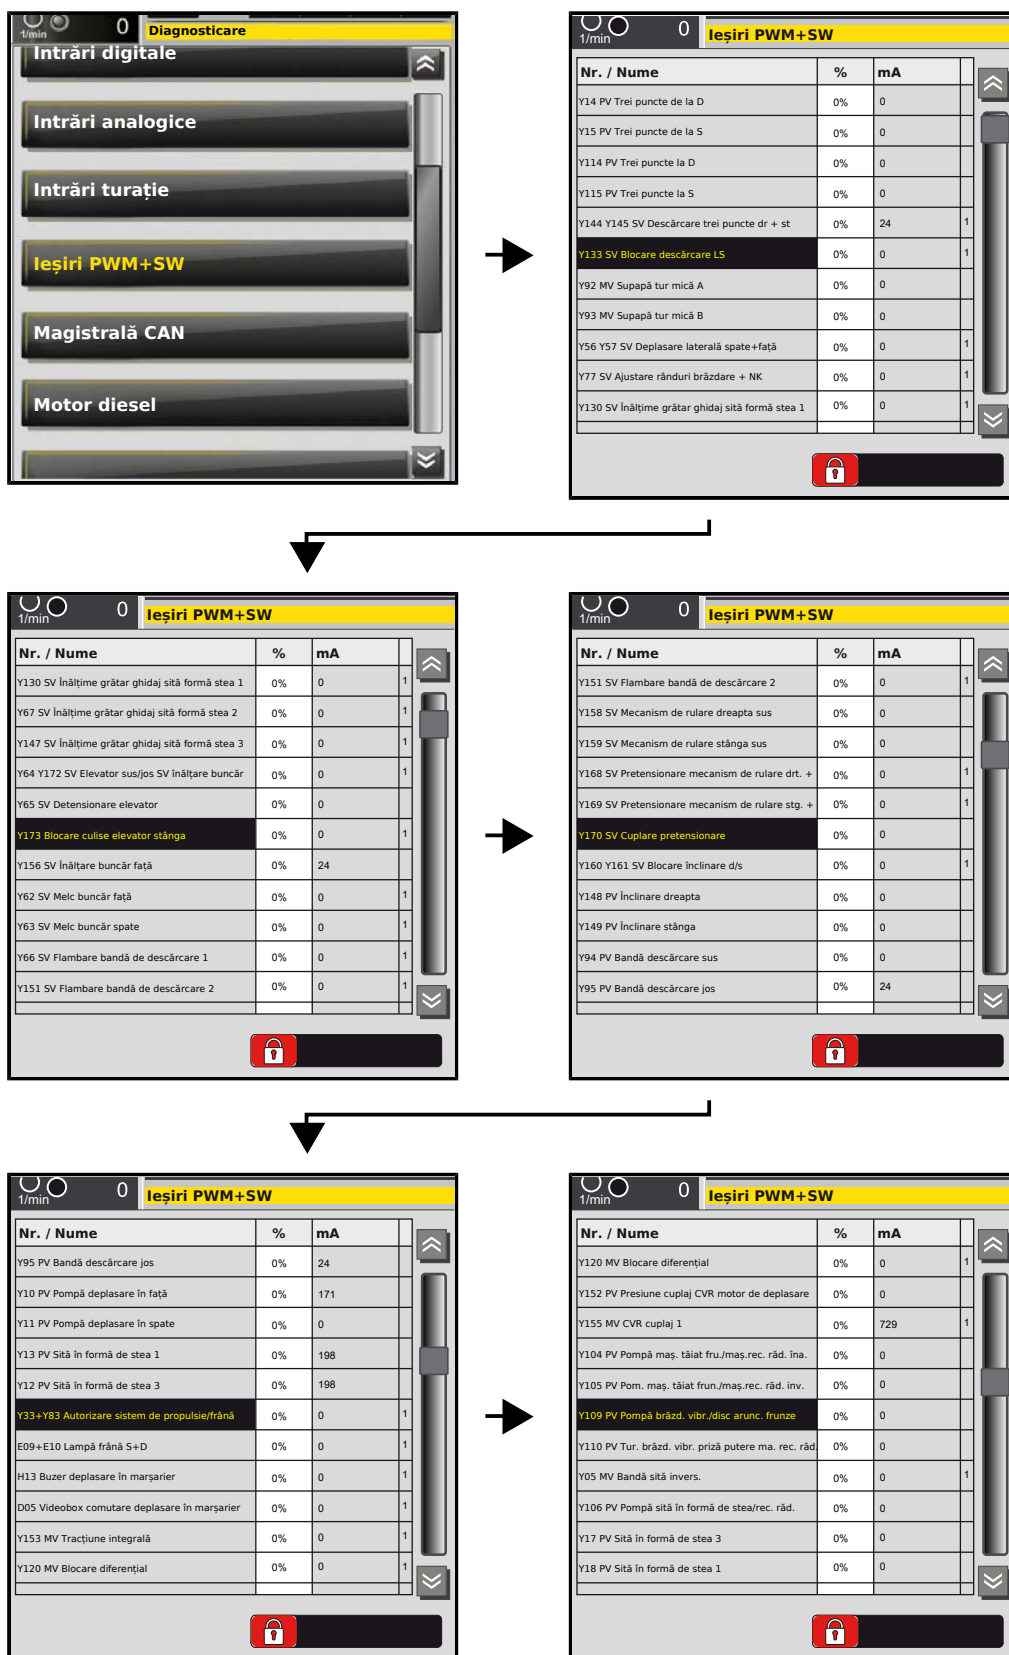 1/min 0 Diagnosticare
Intrări digitale
Intrări analogice
Intrări turație
Ieșiri PWM+SW
Magistrală CAN
Motor diesel
1/min 0 Ieșiri PWM+SW
Nr. / Nume % mA
Y14 PV Trei puncte de la D 0% 0
Y15 PV Trei puncte de la S 0% 0
Y114 PV Trei puncte la D 0% 0
Y115 PV Trei puncte la S 0% 0
Y144 Y145 SV Descărcare trei puncte dr + st 0% 24 1
Y133 SV Blocare descărcare LS 0% 0 1
Y92 MV Supapă tur mică A 0% 0
Y93 MV Supapă tur mică B 0% 0
Y56 Y57 SV Deplasare laterală spate+față 0% 0 1
Y77 SV Ajustare rânduri brăzdare + NK 0% 0 1
Y130 SV Înălțime grătar ghidaj sită formă stea 1 0% 0 1
1/min 0 Ieșiri PWM+SW
Nr. / Nume % mA
Y130 SV Înălțime grătar ghidaj sită formă stea 1 0% 0 1
Y67 SV Înălțime grătar ghidaj sită formă stea 2 0% 0 1
Y147 SV Înălțime grătar ghidaj sită formă stea 3 0% 0 1
Y64 Y172 SV Elevator sus/jos SV înălțare buncăr 0% 0 1
Y65 SV Detensionare elevator 0% 0
Y173 Blocare culise elevator stânga 0% 0 1
Y156 SV Înălțare buncăr față 0% 24
Y62 SV Melc buncăr față 0% 0 1
Y63 SV Melc buncăr spate 0% 0 1
Y66 SV Flambare bandă de descărcare 1 0% 0 1
Y151 SV Flambare bandă de descărcare 2 0% 0 1
1/min 0 Ieșiri PWM+SW
Nr. / Nume % mA
Y151 SV Flambare bandă de descărcare 2 0% 0 1
Y158 SV Mecanism de rulare dreapta sus 0% 0
Y159 SV Mecanism de rulare stânga sus 0% 0
Y168 SV Pretensionare mecanism de rulare drt. + 0% 0 1
Y169 SV Pretensionare mecanism de rulare stg. + 0% 0 1
Y170 SV Cuplare pretensionare 0% 0
Y160 Y161 SV Blocare înclinare d/s 0% 0 1
Y148 PV Înclinare dreapta 0% 0
Y149 PV Înclinare stânga 0% 0
Y94 PV Bandă descărcare sus 0% 0
Y95 PV Bandă descărcare jos 0% 24
1/min 0 Ieșiri PWM+SW
Nr. / Nume % mA
Y95 PV Bandă descărcare jos 0% 24
Y10 PV Pompă deplasare în față 0% 171
Y11 PV Pompă deplasare în spate 0% 0
Y13 PV Sită în formă de stea 1 0% 198
Y12 PV Sită în formă de stea 3 0% 198
Y33+Y83 Autorizare sistem de propulsie/frână 0% 0 1
E09+E10 Lampă frână S+D 0% 0 1
H13 Buzer deplasare în marșarier 0% 0 1
D05 Videobox comutare deplasare în marșarier 0% 0 1
Y153 MV Tracțiune integrală 0% 0 1
Y120 MV Blocare diferențial 0% 0 1
1/min 0 Ieșiri PWM+SW
Nr. / Nume % mA
Y120 MV Blocare diferențial 0% 0 1
Y152 PV Presiune cuplaj CVR motor de deplasare 0% 0
Y155 MV CVR cuplaj 1 0% 729 1
Y104 PV Pompă maș. tăiat fru./maș.rec. răd. îna. 0% 0
Y105 PV Pom. maș. tăiat frun./maș.rec. răd. inv. 0% 0
Y109 PV Pompă brăzd. vibr./disc arunc. frunze 0% 0
Y110 PV Tur. brăzd. vibr. priză putere ma. rec. răd. 0% 0
Y05 MV Bandă sită invers. 0% 0 1
Y106 PV Pompă sită în formă de stea/rec. răd. 0% 0
Y17 PV Sită în formă de stea 3 0% 0
Y18 PV Sită în formă de stea 1 0% 0